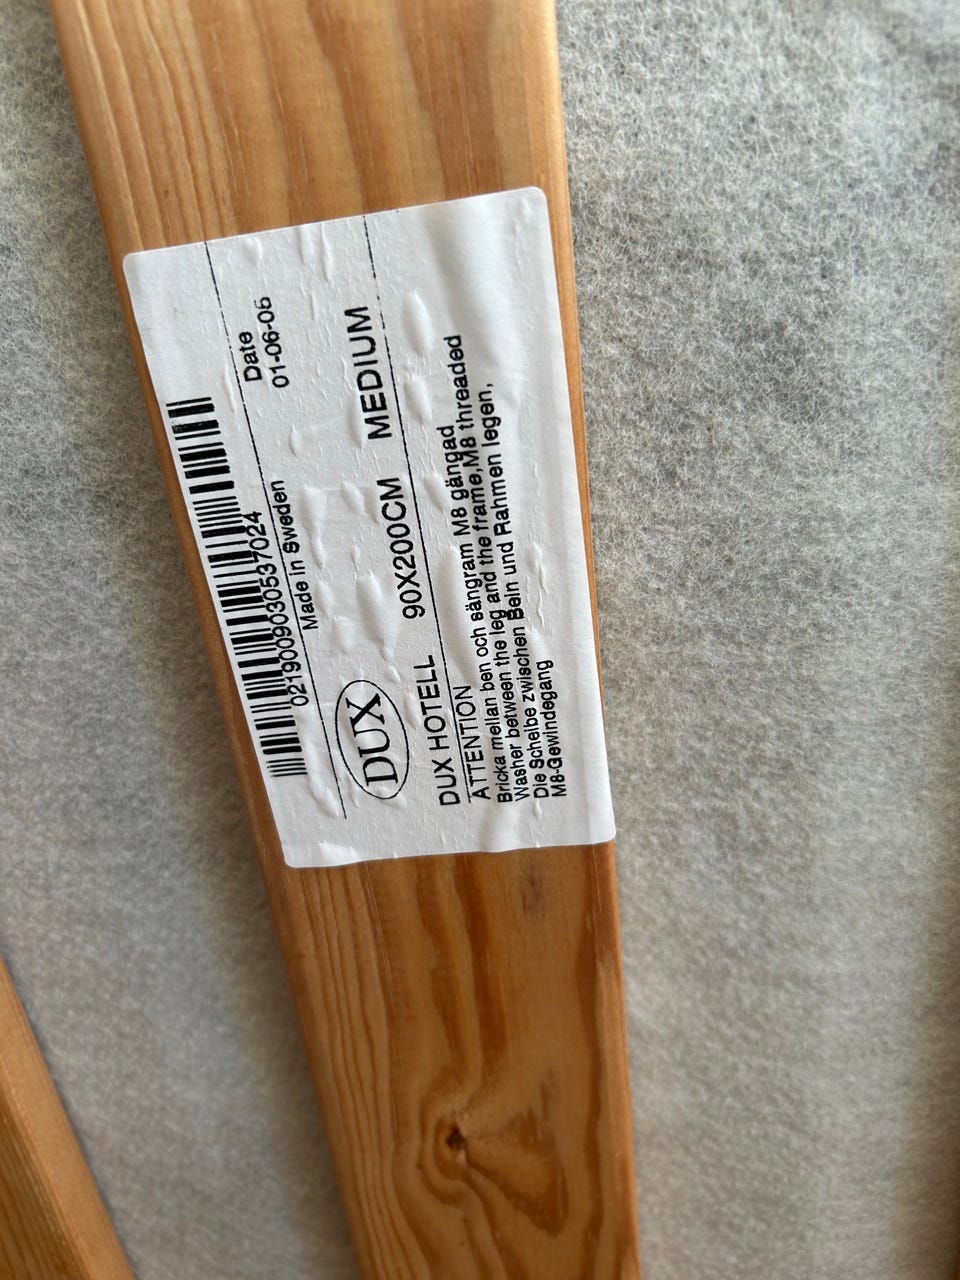 021900903053​7024
Made in Sweden
Date
01-06-05
DUX
DUX HOTELL 90X200CM MEDIUM
ATTENTION
Bricka mellan ben och sängram M8 gängad
Washer between the leg and the frame,M8 threaded
Die Scheibe zwischen Bein und Rahmen legen,
M8-Gewindegang